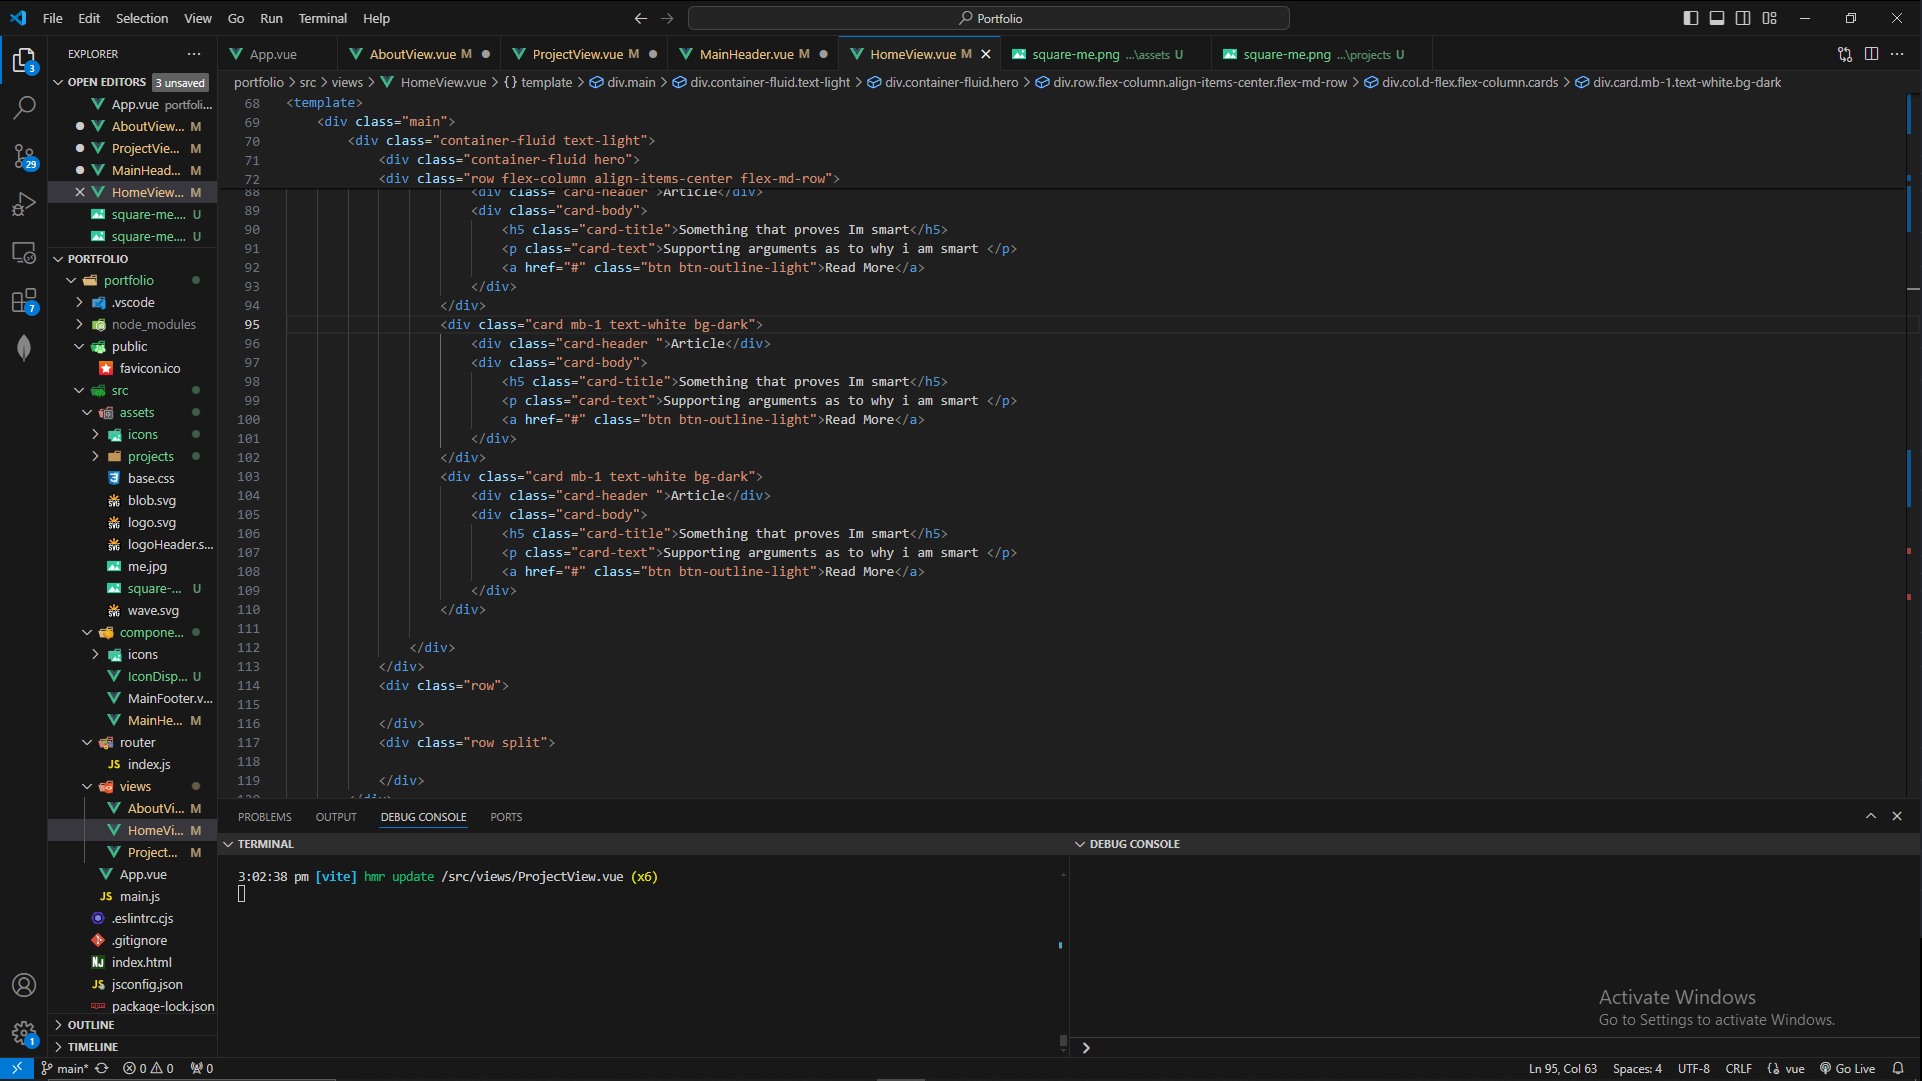 File Edit Selection View Go Run Terminal Help
Portfolio
EXPLORER
App.vue
AboutView.vue M
ProjectView.vue M
MainHeader.vue M
HomeView.vue M
square-me.png ...\assets U
square-me.png ...\projects U
OPEN EDITORS 3 unsaved
portfolio > src > views > HomeView.vue > {} template > div.main > div.container-fluid.text-light > div.container-fluid.hero > div.row.flex-column.align-items-center.flex-md-row > div.col.d-flex.flex-column.cards > div.card.mb-1.text-white.bg-dark
App.vue portfoli...
AboutView... M
ProjectVie... M
MainHead... M
HomeView... M
square-me.... U
square-me.... U
PORTFOLIO
portfolio
.vscode
node_modules
public
favicon.ico
src
assets
icons
projects
base.css
blob.svg
logo.svg
logoHeader.s...
me.jpg
square-... U
wave.svg
compone...
icons
IconDisp... U
MainFooter.v...
MainHe... M
router
index.js
views
AboutVi... M
HomeVi... M
Project... M
App.vue
main.js
.eslintrc.cjs
.gitignore
index.html
jsconfig.json
package-lock.json
OUTLINE
TIMELINE
3
29
7
1
68 <template>
69 <div class="main">
70 <div class="container-fluid text-light">
71 <div class="container-fluid hero">
72 <div class="row flex-column align-items-center flex-md-row">
88 <div class="card-header ">Article</div>
89 <div class="card-body">
90 <h5 class="card-title">Something that proves Im smart</h5>
91 <p class="card-text">Supporting arguments as to why i am smart </p>
92 <a href="#" class="btn btn-outline-light">Read More</a>
93 </div>
94 </div>
95 <div class="card mb-1 text-white bg-dark">
96 <div class="card-header ">Article</div>
97 <div class="card-body">
98 <h5 class="card-title">Something that proves Im smart</h5>
99 <p class="card-text">Supporting arguments as to why i am smart </p>
100 <a href="#" class="btn btn-outline-light">Read More</a>
101 </div>
102 </div>
103 <div class="card mb-1 text-white bg-dark">
104 <div class="card-header ">Article</div>
105 <div class="card-body">
106 <h5 class="card-title">Something that proves Im smart</h5>
107 <p class="card-text">Supporting arguments as to why i am smart </p>
108 <a href="#" class="btn btn-outline-light">Read More</a>
109 </div>
110 </div>
111
112 </div>
113 </div>
114 <div class="row">
115
116 </div>
117 <div class="row split">
118
119 </div>
120 </div>
PROBLEMS OUTPUT DEBUG CONSOLE PORTS
TERMINAL
3:02:38 pm [vite] hmr update /src/views/ProjectView.vue (x6)
DEBUG CONSOLE
Activate Windows
Go to Settings to activate Windows.
main* 0 0 0
Ln 95, Col 63 Spaces: 4 UTF-8 CRLF {} vue Go Live